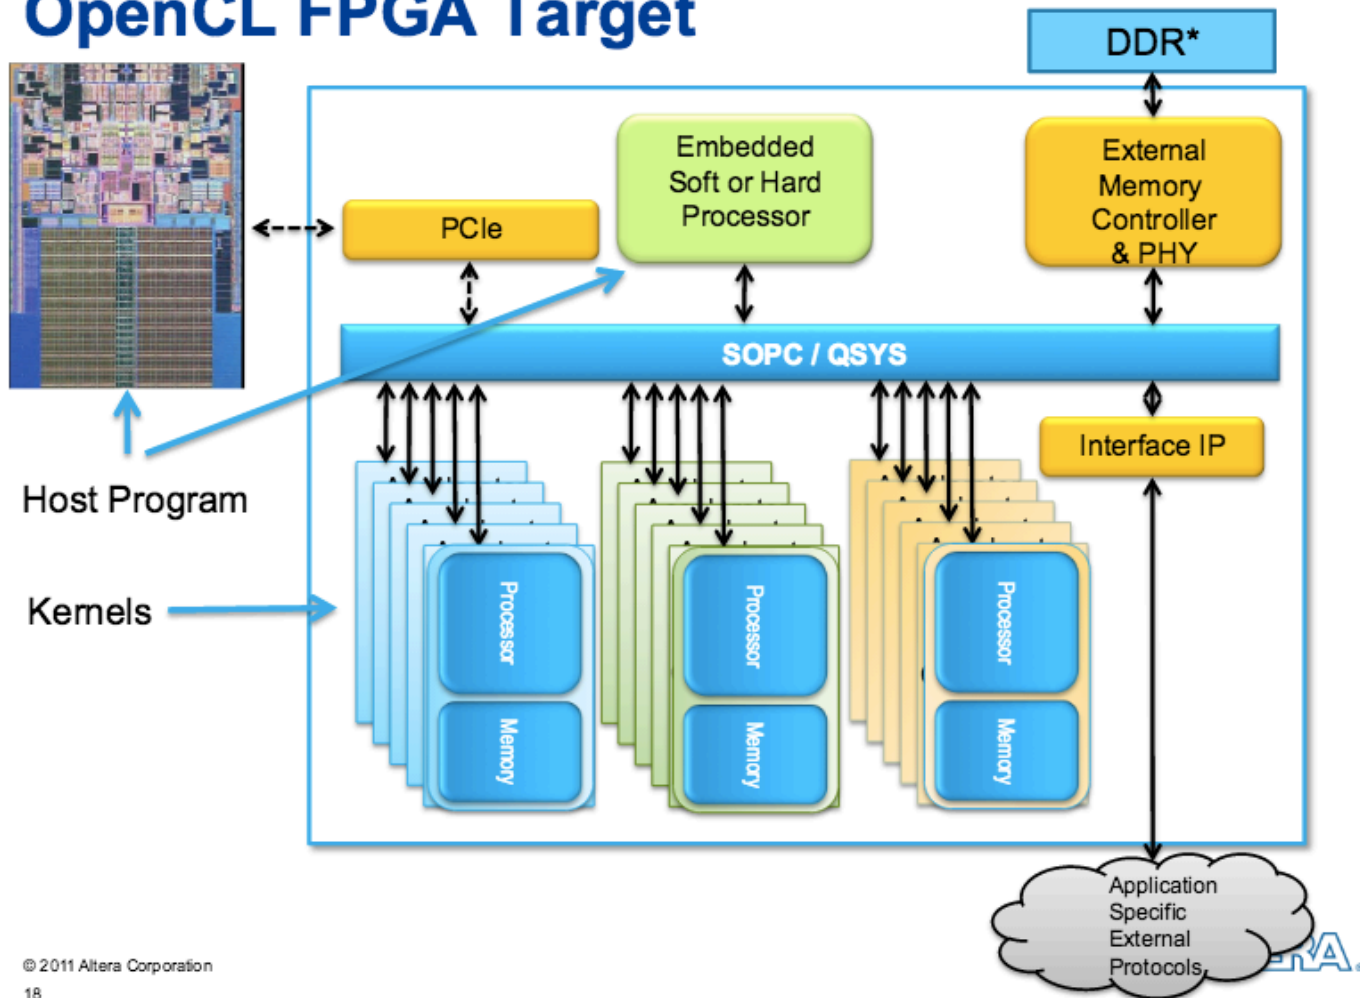 OpenCL FPGA Target
DDR*
Embedded
Soft or Hard
Processor
External
Memory
Controller
& PHY
PCIe
SOPC / QSYS
Interface IP
Host Program
Kernels
Processor
Memory
Processor
Memory
Processor
Memory
Application
Specific
External
Protocols
© 2011 Altera Corporation
18